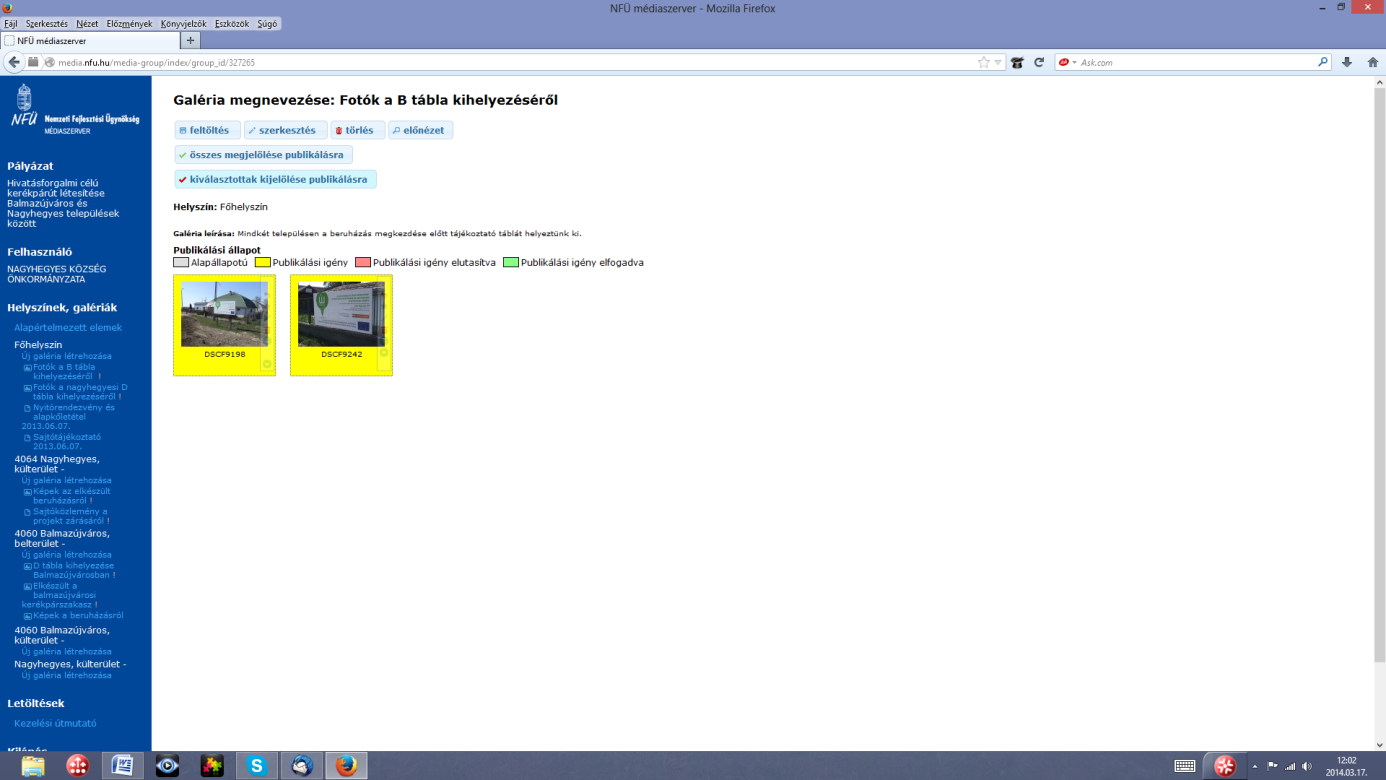 NFÜ médiaszerver - Mozilla Firefox
Fájl Szerkesztés Nézet Előzmények Könyvjelzők Eszközök Súgó
NFÜ médiaszerver
media.nfu.hu/media-group/index/group_id/327265
Ask.com
NFÜ Nemzeti Fejlesztési Ügynökség
MÉDIASZERVER
Pályázat
Hivatásforgalmi célú
kerékpárút létesítése
Balmazújváros és
Nagyhegyes települések
között
Felhasználó
NAGYHEGYES KÖZSÉG
ÖNKORMÁNYZATA
Helyszínek, galériák
Alapértelmezett elemek
Főhelyszín
Új galéria létrehozása
Fotók a B tábla
kihelyezéséről !
Fotók a nagyhegyesi D
tábla kihelyezéséről !
Nyitórendezvény és
alapkőletétel
2013.06.07.
Sajtótájékoztató
2013.06.07.
4064 Nagyhegyes,
külterület -
Új galéria létrehozása
Képek az elkészült
beruházásról !
Sajtóközlemény a
projekt zárásáról !
4060 Balmazújváros,
belterület -
Új galéria létrehozása
D tábla kihelyezése
Balmazújvárosban !
Elkészült a
balmazújvárosi
kerékpárszakasz !
Képek a beruházásról
4060 Balmazújváros,
külterület -
Új galéria létrehozása
Nagyhegyes, külterület -
Új galéria létrehozása
Letöltések
Kezelési útmutató
Kilépés
Galéria megnevezése: Fotók a B tábla kihelyezéséről
feltöltés szerkesztés törlés előnézet
összes megjelölése publikálásra
kiválasztottak kijelölése publikálásra
Helyszín: Főhelyszín
Galéria leírása: Mindkét településen a beruházás megkezdése előtt tájékoztató táblát helyeztünk ki.
Publikálási állapot
Alapállapotú Publikálási igény Publikálási igény elutasítva Publikálási igény elfogadva
DSCF9198 DSCF9242
12:02
2014.03.17.